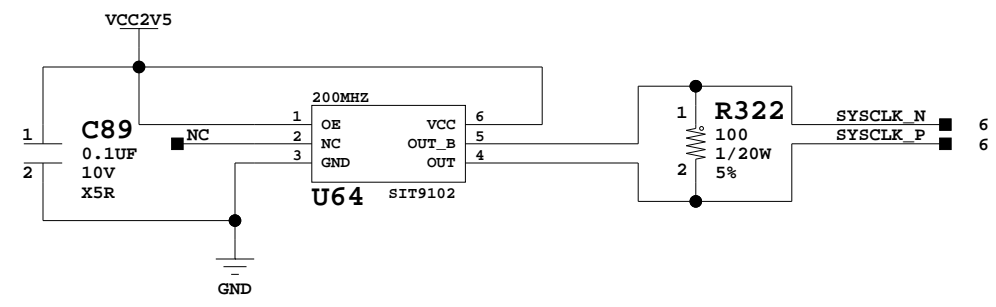 VCC2V5
200MHZ
1 OE VCC 6
NC 2 NC OUT_B 5
3 GND OUT 4
U64 SIT9102
1 C89
0.1UF
2 10V
X5R
GND
1 R322
100
1/20W
2 5%
SYSCLK_N 6
SYSCLK_P 6